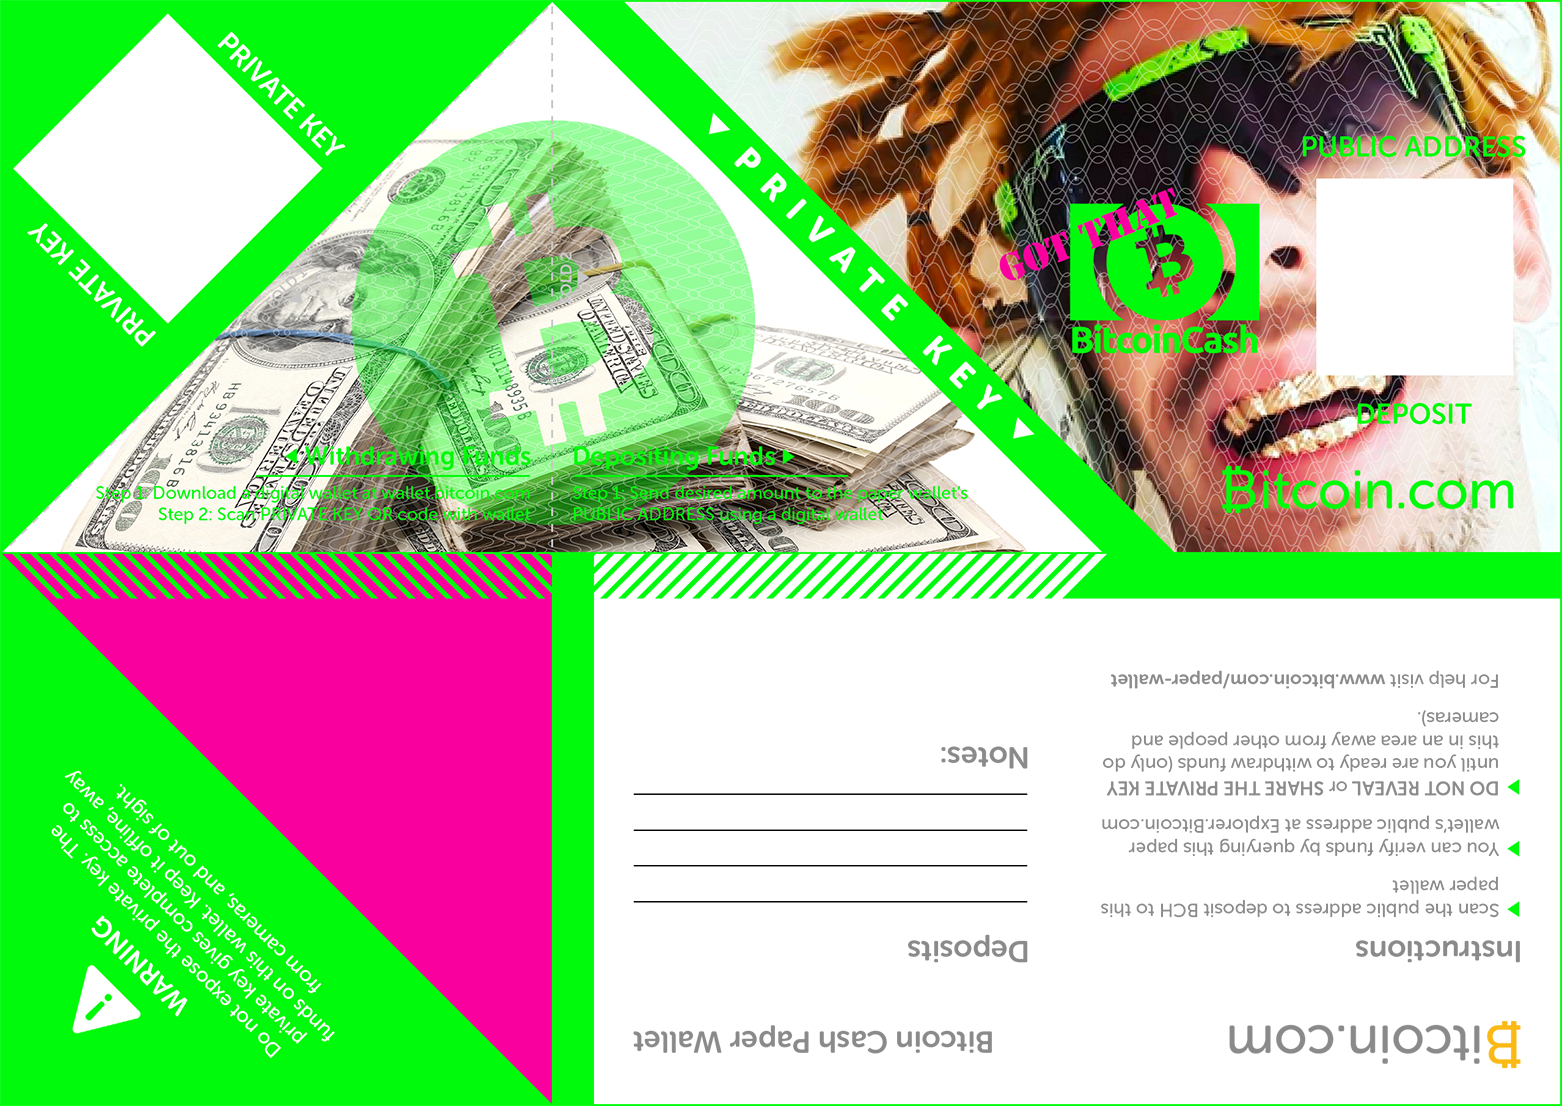 PRIVATE KEY
PRIVATE KEY
PRIVATE KEY
PUBLIC ADDRESS
GOT THAT
BitcoinCash
DEPOSIT
Bitcoin.com
Withdrawing Funds
Step 1: Download a digital wallet at wallet.bitcoin.com
Step 2: Scan PRIVATE KEY QR code with wallet
Depositing Funds
Step 1: Send desired amount to the paper wallet's
PUBLIC ADDRESS using a digital wallet
HB93441381 6B
100
100
WARNING
Do not expose the private key. The
private key gives complete access to
funds on this wallet. Keep it offline, away
from cameras, and out of sight.
Bitcoin.com
Instructions
Scan the public address to deposit BCH to this
paper wallet
You can verify funds by querying this paper
wallet's public address at Explorer.Bitcoin.com
DO NOT REVEAL or SHARE THE PRIVATE KEY
until you are ready to withdraw funds (only do
this in an area away from other people and
cameras).
For help visit www.bitcoin.com/paper-wallet
Bitcoin Cash Paper Wallet
Deposits
Notes: